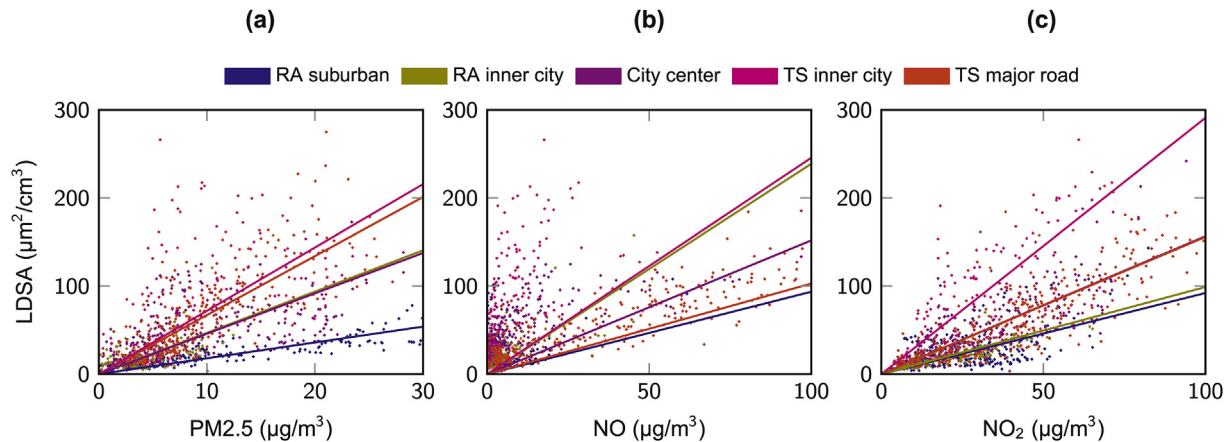 (a) (b) (c)
RA suburban RA inner city City center TS inner city TS major road
300 300 300
200 200 200
100 100 100
0 0 0
0 10 20 30 0 50 100 0 50 100
LDSA (μm²/cm³)
PM2.5 (μg/m³) NO (μg/m³) NO₂ (μg/m³)